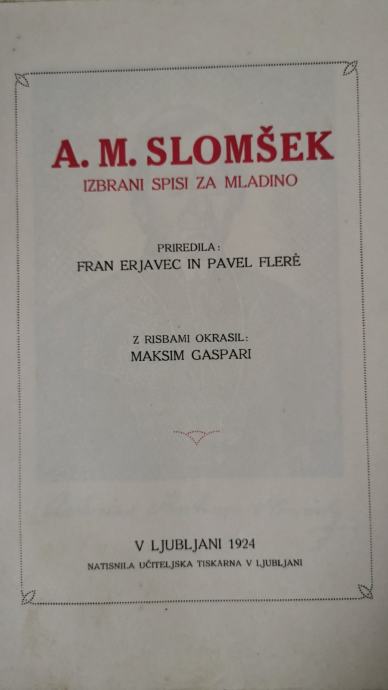 A. M. SLOMŠEK
IZBRANI SPISI ZA MLADINO
PRIREDILA:
FRAN ERJAVEC IN PAVEL FLERÈ
Z RISBAMI OKRASIL:
MAKSIM GASPARI
V LJUBLJANI 1924
NATISNILA UČITELJSKA TISKARNA V LJUBLJANI